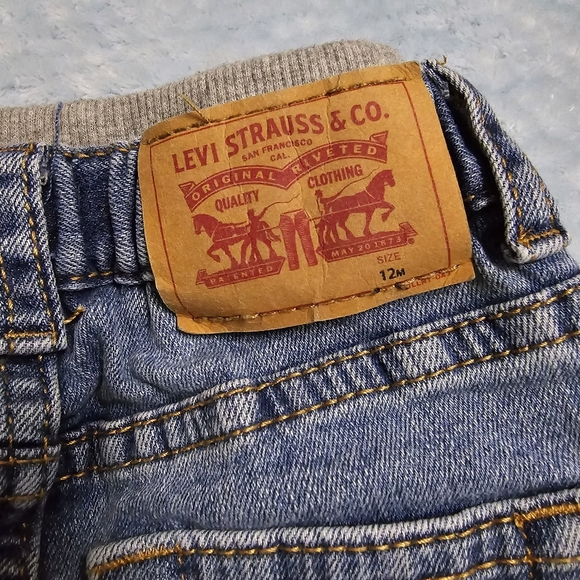 LEVI STRAUSS & CO.
SAN FRANCISCO
CAL.
ORIGINAL RIVETED
QUALITY CLOTHING
PATENTED MAY 20 1873
SIZE
12M